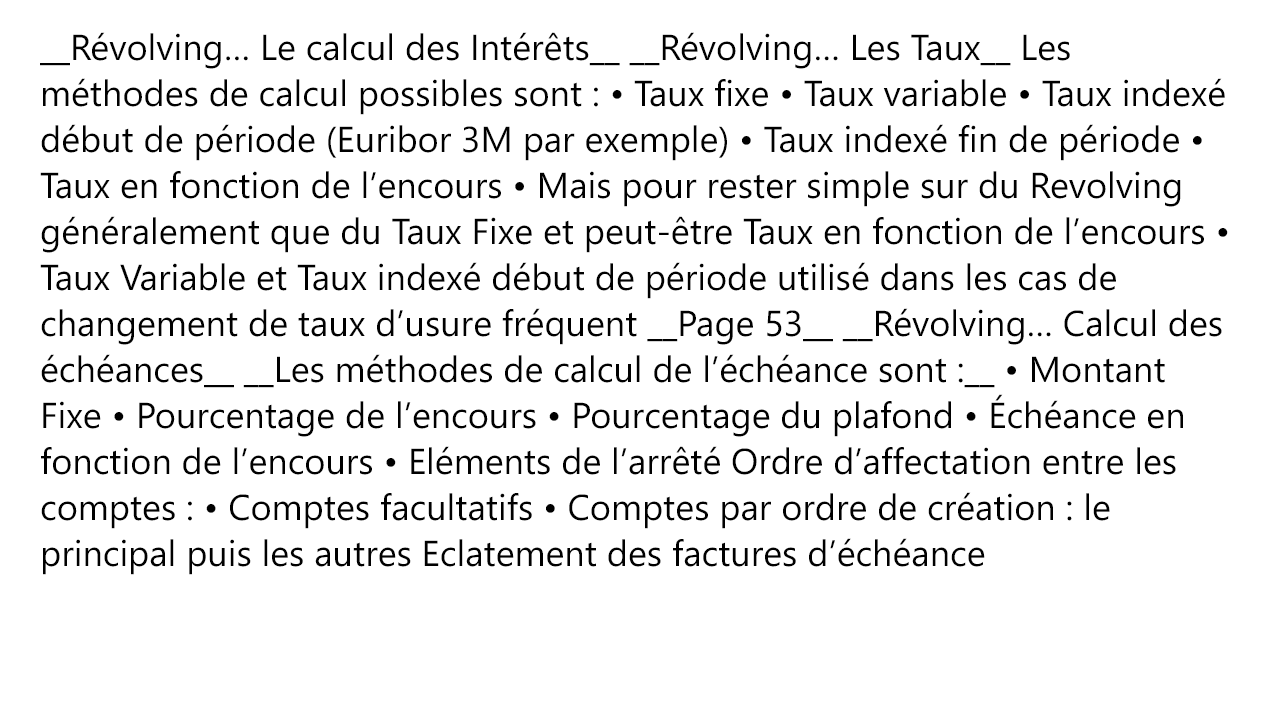 __Révolving… Le calcul des Intérêts__ __Révolving… Les Taux__ Les
méthodes de calcul possibles sont : • Taux fixe • Taux variable • Taux indexé
début de période (Euribor 3M par exemple) • Taux indexé fin de période •
Taux en fonction de l’encours • Mais pour rester simple sur du Revolving
généralement que du Taux Fixe et peut-être Taux en fonction de l’encours •
Taux Variable et Taux indexé début de période utilisé dans les cas de
changement de taux d’usure fréquent __Page 53__ __Révolving… Calcul des
échéances__ __Les méthodes de calcul de l’échéance sont :__ • Montant
Fixe • Pourcentage de l’encours • Pourcentage du plafond • Échéance en
fonction de l’encours • Eléments de l’arrêté Ordre d’affectation entre les
comptes : • Comptes facultatifs • Comptes par ordre de création : le
principal puis les autres Eclatement des factures d’échéance